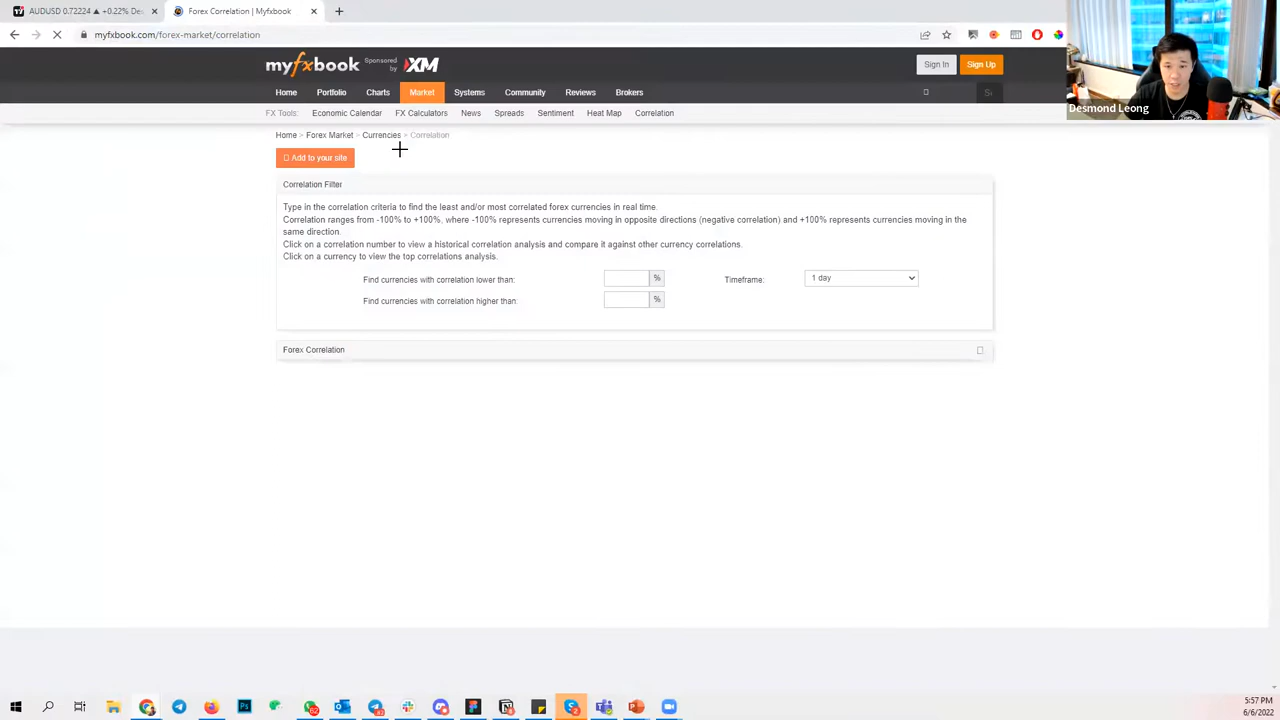 AUDUSD 0.72224 ▲ +0.22% De
Forex Correlation | Myfxbook
myfxbook.com/forex-market/correlation
myfxbook
Sponsored by XM
Sign In
Sign Up
Home
Portfolio
Charts
Market
Systems
Community
Reviews
Brokers
FX Tools:
Economic Calendar
FX Calculators
News
Spreads
Sentiment
Heat Map
Correlation
Desmond Leong
Home > Forex Market > Currencies > Correlation
Add to your site
Correlation Filter
Type in the correlation criteria to find the least and/or most correlated forex currencies in real time.
Correlation ranges from -100% to +100%, where -100% represents currencies moving in opposite directions (negative correlation) and +100% represents currencies moving in the
same direction.
Click on a correlation number to view a historical correlation analysis and compare it against other currency correlations.
Click on a currency to view the top correlations analysis.
Find currencies with correlation lower than: %
Timeframe: 1 day
Find currencies with correlation higher than: %
Forex Correlation
5:57 PM
6/6/2022